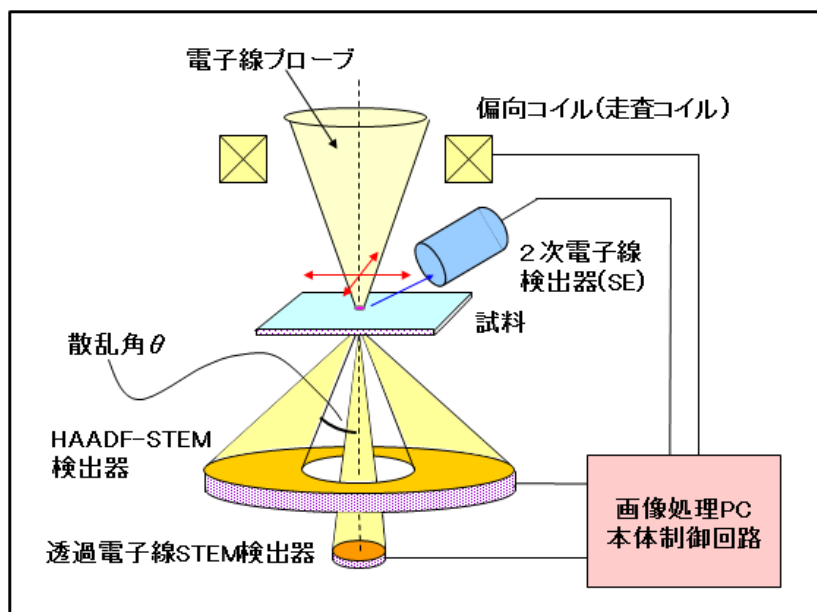 電子線プローブ
偏向コイル(走査コイル)
2次電子線
検出器(SE)
試料
散乱角θ
HAADF-STEM
検出器
画像処理PC
本体制御回路
透過電子線STEM検出器